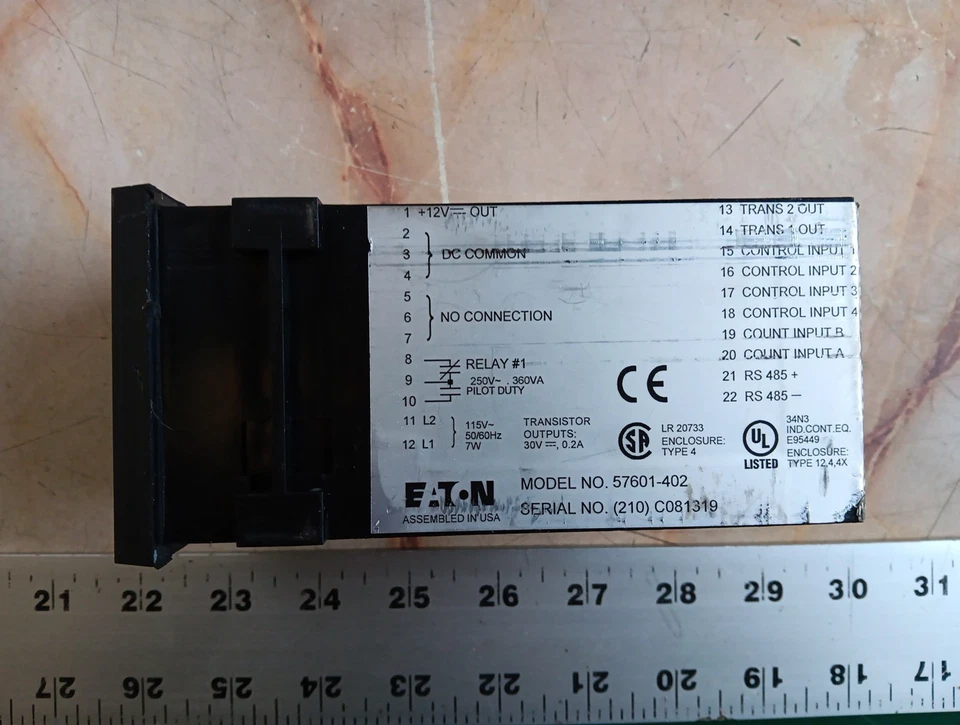 1 +12V⎓ OUT
2
3 DC COMMON
4
5
6 NO CONNECTION
7
8 RELAY #1
9 250V~ . 360VA
PILOT DUTY
10
11 L2 115V~
50/60Hz
12 L1 7W
TRANSISTOR
OUTPUTS:
30V⎓, 0.2A
EATON
ASSEMBLED IN USA
13 TRANS 2 OUT
14 TRANS 1 OUT
15 CONTROL INPUT 1
16 CONTROL INPUT 2
17 CONTROL INPUT 3
18 CONTROL INPUT 4
19 COUNT INPUT B
20 COUNT INPUT A
21 RS 485 +
22 RS 485 −
CE
SA
LR 20733
ENCLOSURE:
TYPE 4
UL
LISTED
34N3
IND.CONT.EQ.
E95449
ENCLOSURE:
TYPE 12,4,4X
MODEL NO. 57601-402
SERIAL NO. (210) C081319
21 22 23 24 25 26 27 28 29 30 31
27 26 25 24 23 22 21 20 19 18 17